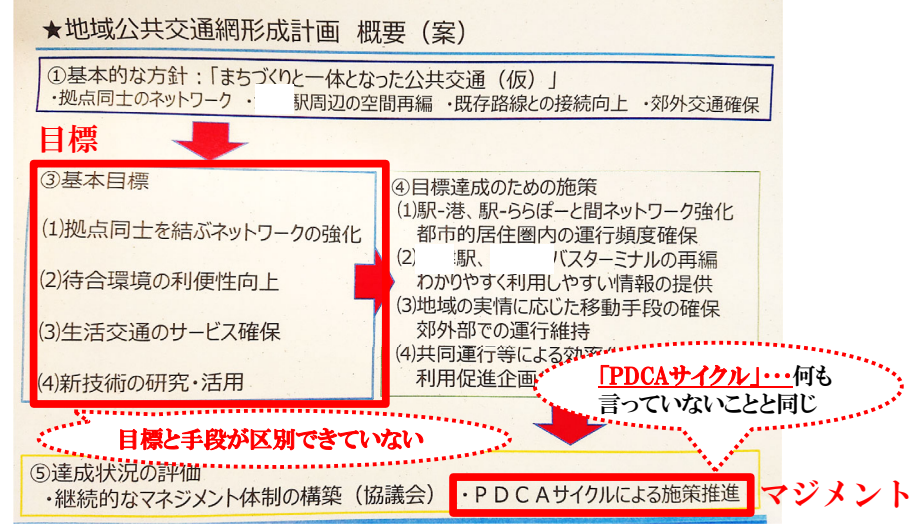 ★地域公共交通網形成計画 概要（案）
①基本的な方針：「まちづくりと一体となった公共交通（仮）」
・拠点同士のネットワーク ・ 駅周辺の空間再編 ・既存路線との接続向上 ・郊外交通確保
目標
③基本目標
(1)拠点同士を結ぶネットワークの強化
(2)待合環境の利便性向上
(3)生活交通のサービス確保
(4)新技術の研究・活用
④目標達成のための施策
(1)駅-港、駅-ららぽーと間ネットワーク強化
都市的居住圏内の運行頻度確保
(2) 駅、 バスターミナルの再編
わかりやすく利用しやすい情報の提供
(3)地域の実情に応じた移動手段の確保
郊外部での運行維持
(4)共同運行等による効率
利用促進企画
「PDCAサイクル」・・・何も
言っていないことと同じ
目標と手段が区別できていない
⑤達成状況の評価
・継続的なマネジメント体制の構築（協議会） ・ＰＤＣＡサイクルによる施策推進
マジメント